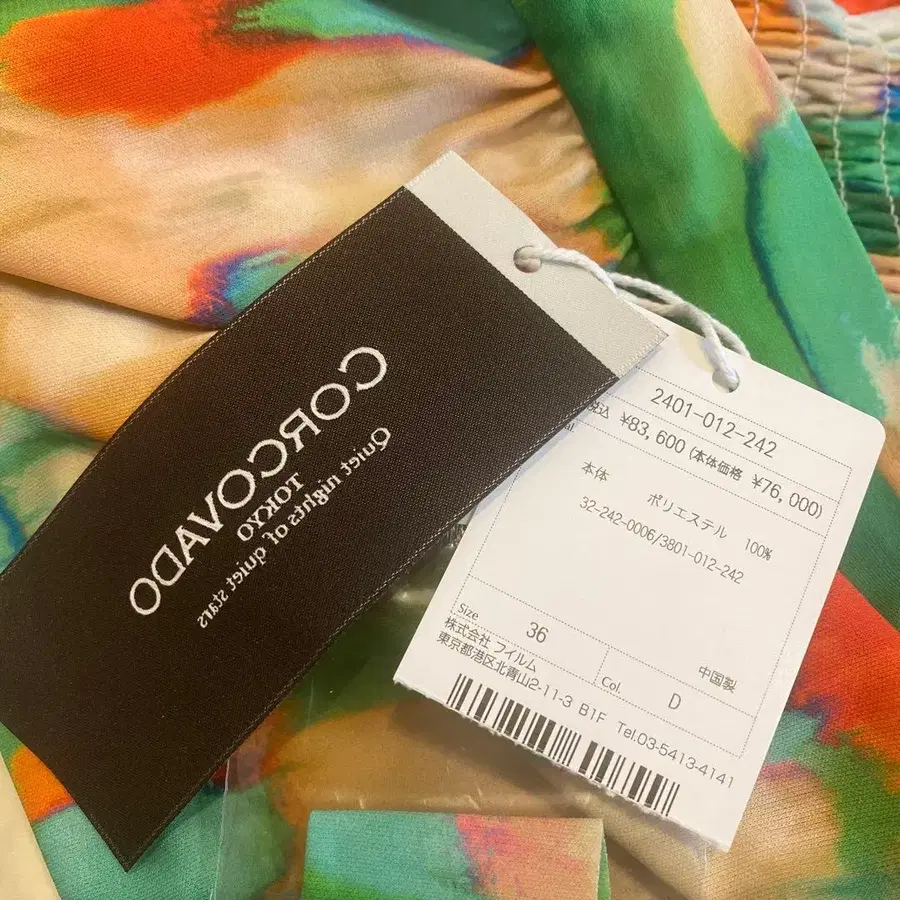 CORCOVADO
TOKYO
Quiet nights of quiet stars
2401-012-242
税込 ¥83,600 (本体価格 ¥76,000)
本体 ポリエステル 100%
32-242-0006/3801-012-242
Size 36
中国製
Col. D
株式会社 フイルム
東京都港区北青山2-11-3 B1F Tel.03-5413-4141